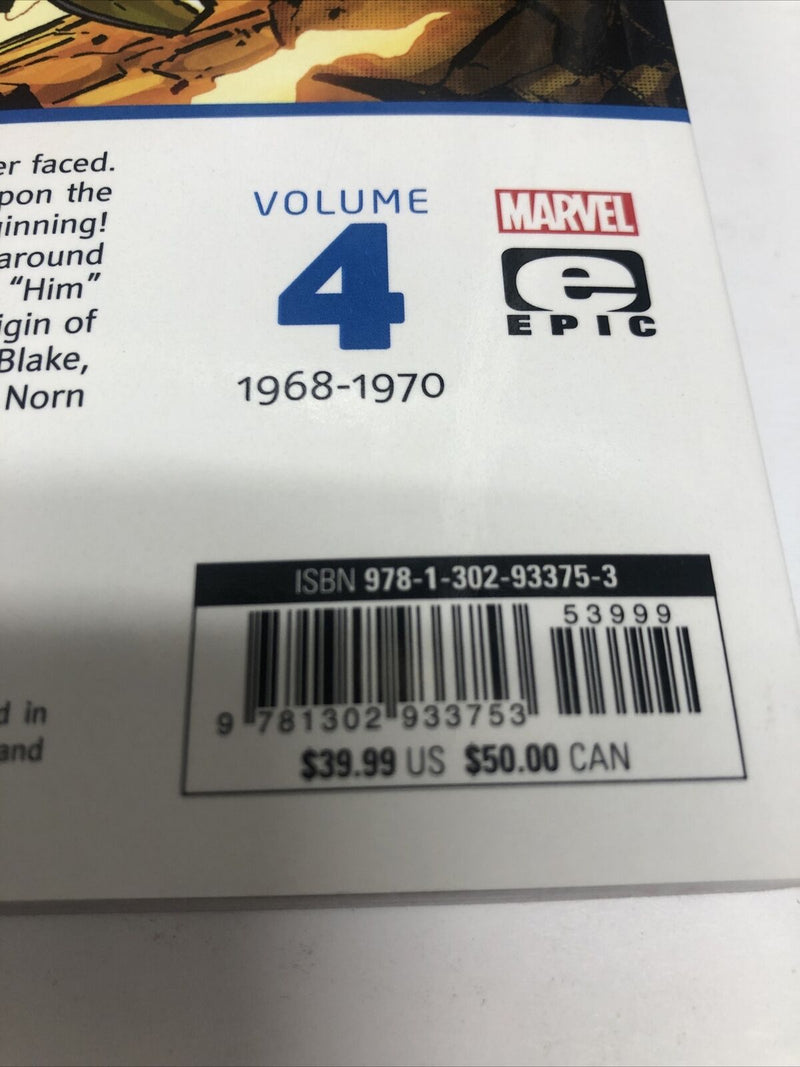 er faced.
pon the
inning!
around
"Him"
igin of
Blake,
Norn
VOLUME
4
1968-1970
MARVEL
e
EPIC
d in
and
ISBN 978-1-302-93375-3
53999
9 781302 933753
$39.99 US $50.00 CAN